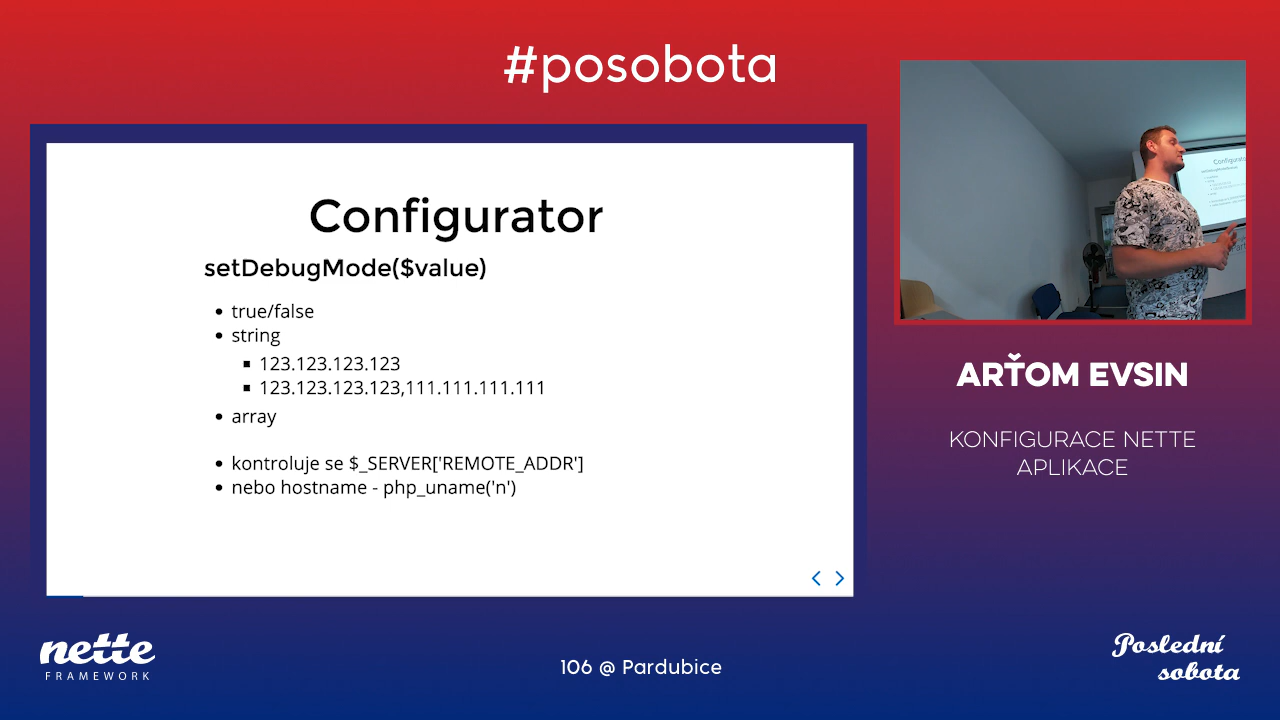 #posobota
Configurator
setDebugMode($value)
true/false
string
123.123.123.123
123.123.123.123,111.111.111.111
array
kontroluje se $_SERVER['REMOTE_ADDR']
nebo hostname - php_uname('n')
ARŤOM EVSIN
KONFIGURACE NETTE
APLIKACE
nette
FRAMEWORK
106 @ Pardubice
Poslední
sobota